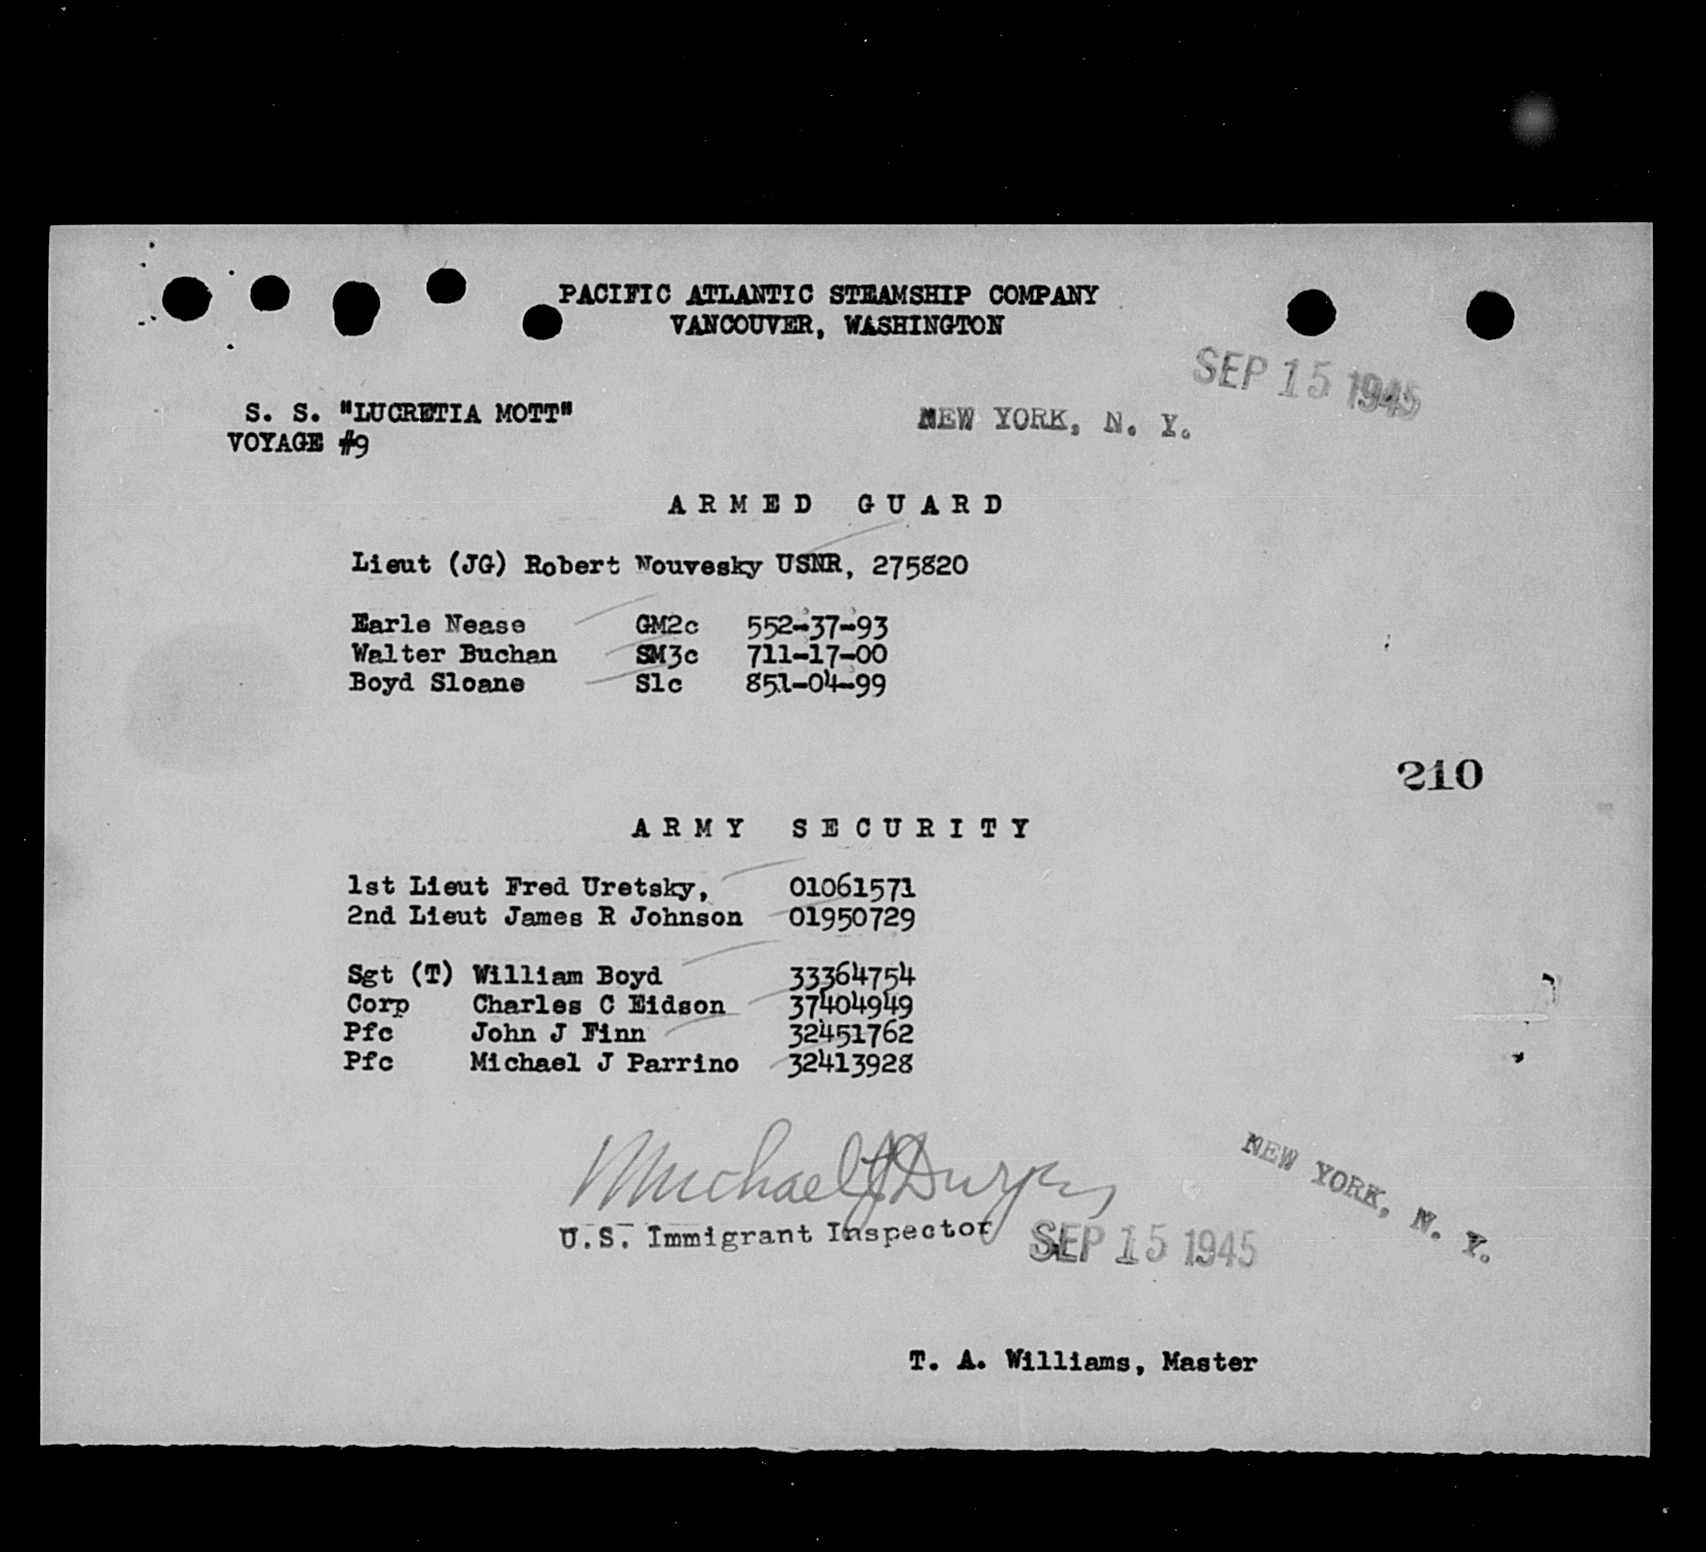 PACIFIC ATLANTIC STEAMSHIP COMPANY
VANCOUVER, WASHINGTON
SEP 15 1945
S. S. "LUCRETIA MOTT"
NEW YORK, N. Y.
VOYAGE #9
ARMED GUARD
Lieut (JG) Robert Wouvesky USNR, 275820
Earle Nease GM2c 552-37-93
Walter Buchan SM3c 711-17-00
Boyd Sloane S1c 851-04-99
210
ARMY SECURITY
1st Lieut Fred Uretsky, 01061571
2nd Lieut James R Johnson 01950729
Sgt (T) William Boyd 33364754
Corp Charles C Eidson 37404949
Pfc John J Finn 32451762
Pfc Michael J Parrino 32413928
Michael J
NEW YORK, N. Y.
U.S. Immigrant Inspector SEP 15 1945
T. A. Williams, Master